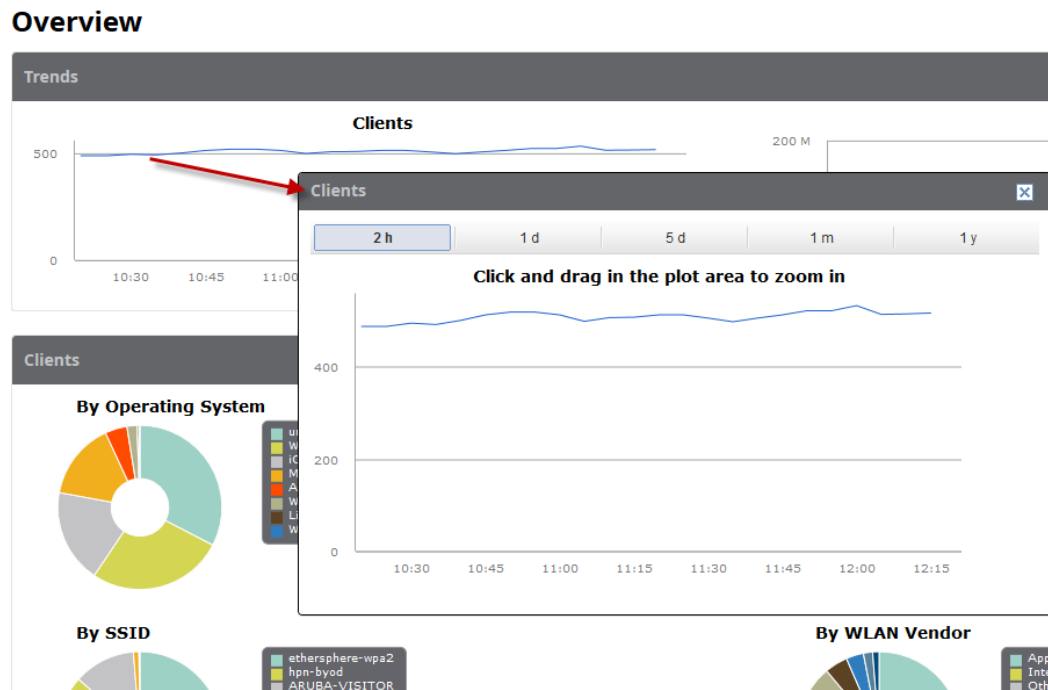 Overview
Trends
Clients
500
0
10:30 10:45 11:00
200 M
Clients
2 h 1 d 5 d 1 m 1 y
Click and drag in the plot area to zoom in
400
200
0
10:30 10:45 11:00 11:15 11:30 11:45 12:00 12:15
Clients
By Operating System
By SSID
ethersphere-wpa2
hpn-byod
ARUBA-VISITOR
By WLAN Vendor